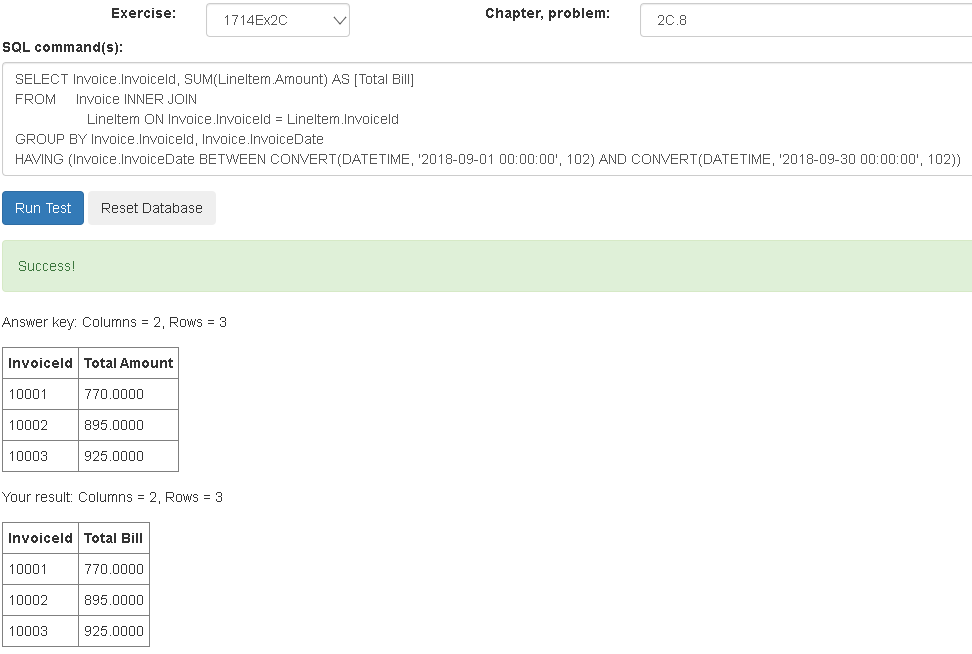 Exercise: 1714Ex2C Chapter, problem: 2C.8
SQL command(s):
SELECT Invoice.InvoiceId, SUM(LineItem.Amount) AS [Total Bill]
FROM Invoice INNER JOIN
LineItem ON Invoice.InvoiceId = LineItem.InvoiceId
GROUP BY Invoice.InvoiceId, Invoice.InvoiceDate
HAVING (Invoice.InvoiceDate BETWEEN CONVERT(DATETIME, '2018-09-01 00:00:00', 102) AND CONVERT(DATETIME, '2018-09-30 00:00:00', 102))
Run Test Reset Database
Success!
Answer key: Columns = 2, Rows = 3
InvoiceId Total Amount
10001 770.0000
10002 895.0000
10003 925.0000
Your result: Columns = 2, Rows = 3
InvoiceId Total Bill
10001 770.0000
10002 895.0000
10003 925.0000